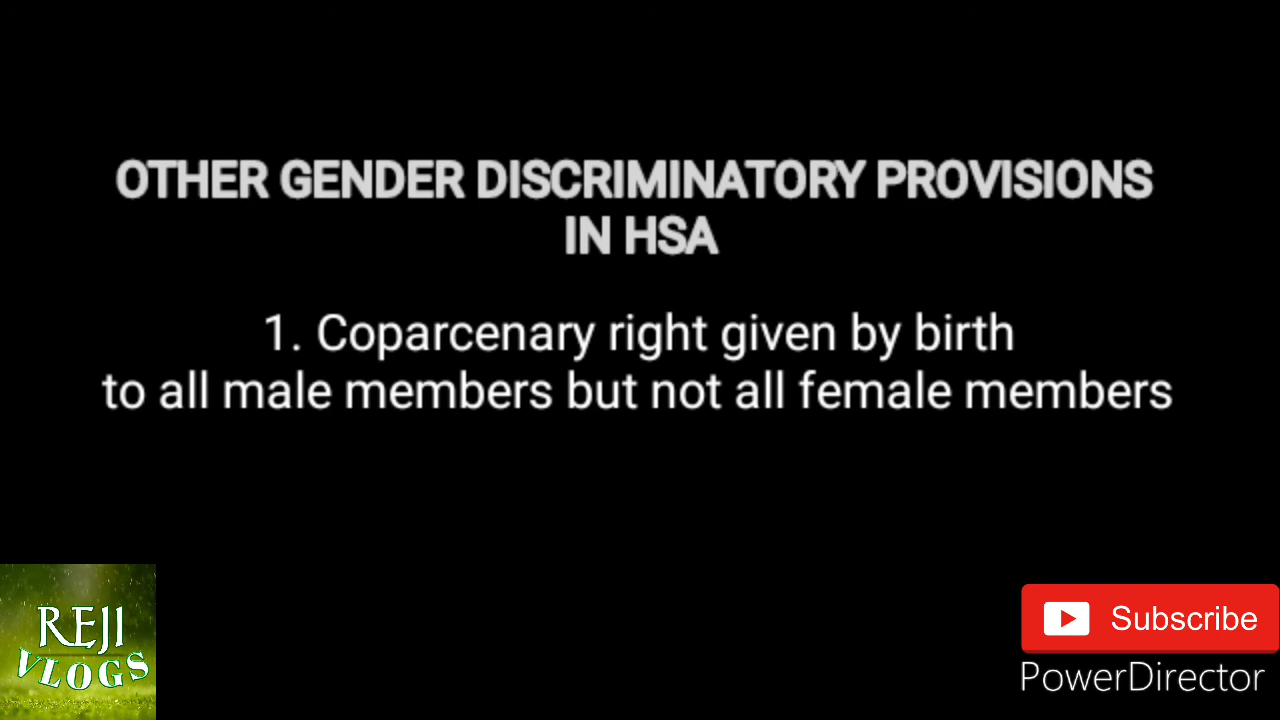 OTHER GENDER DISCRIMINATORY PROVISIONS
IN HSA
1. Coparcenary right given by birth
to all male members but not all female members
REJI
VLOGS
Subscribe
PowerDirector